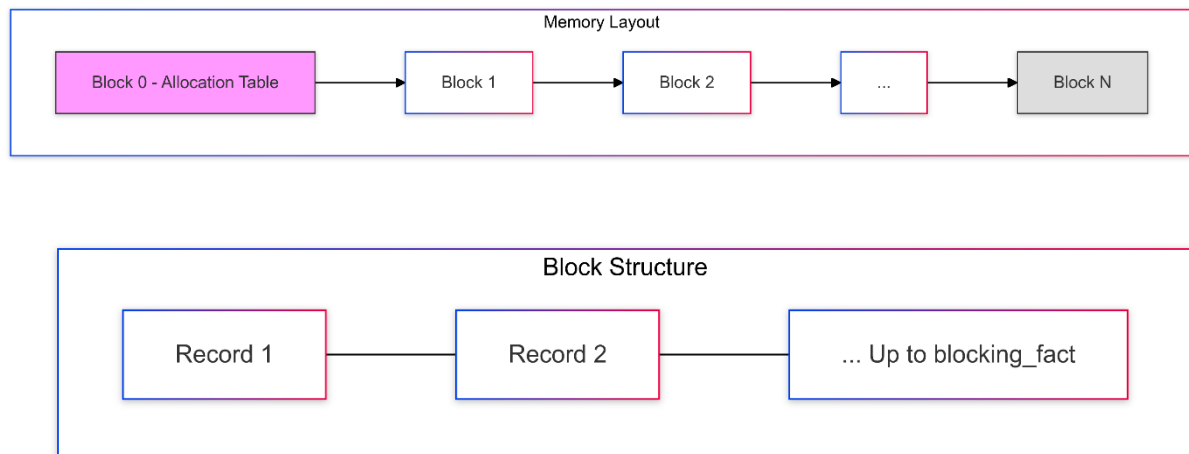 Memory Layout
Block 0 - Allocation Table
Block 1
Block 2
...
Block N
Block Structure
Record 1
Record 2
... Up to blocking_fact